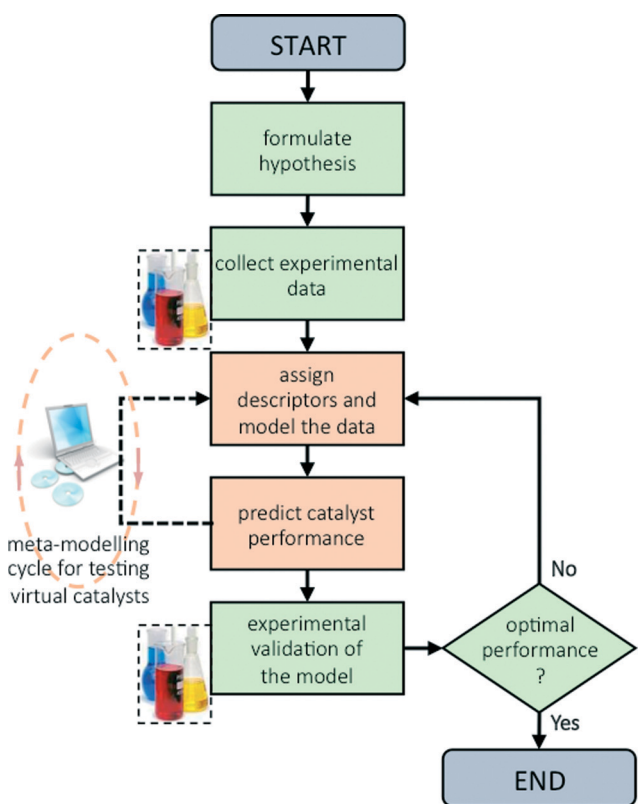 START
formulate
hypothesis
collect experimental
data
assign
descriptors and
model the data
predict catalyst
performance
meta-modelling
cycle for testing
virtual catalysts
experimental
validation of
the model
optimal
performance
?
No
Yes
END